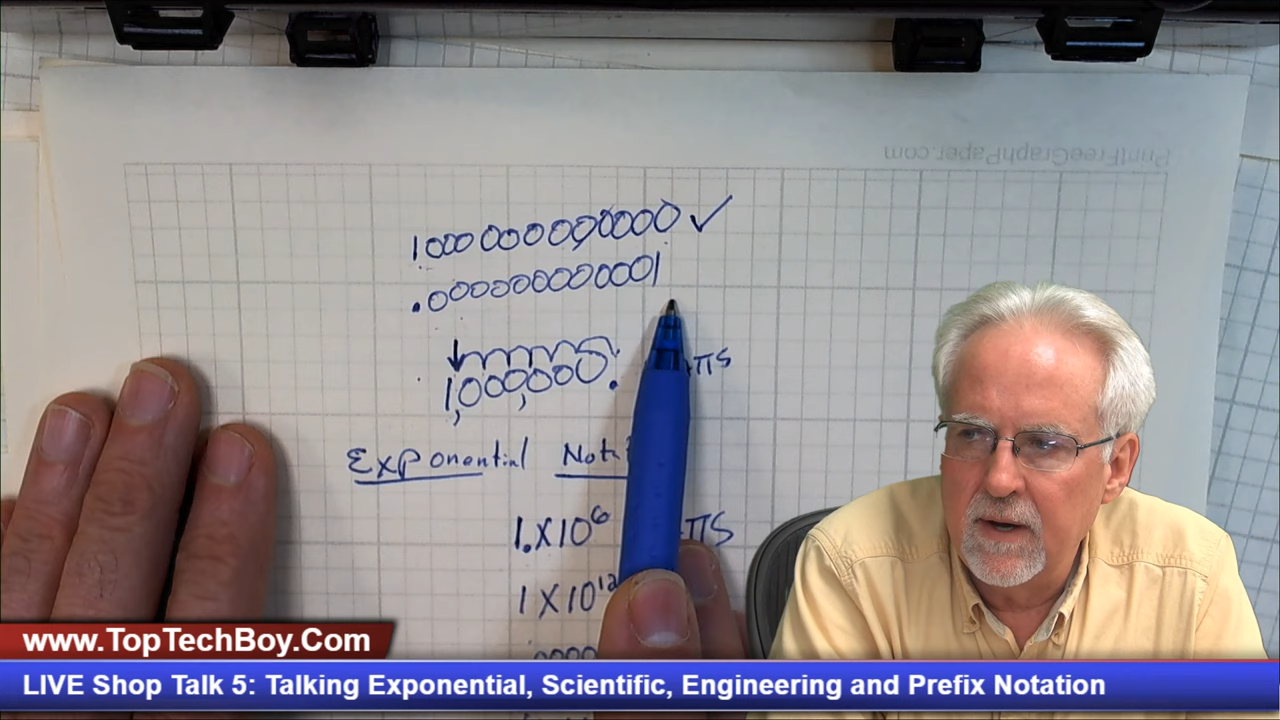 PrintFreeGraphPaper.com
1000000000000 ✓
.000000000001
1,000,000.
Exponential
1.X10⁶
1X10¹²
www.TopTechBoy.Com
LIVE Shop Talk 5: Talking Exponential, Scientific, Engineering and Prefix Notation